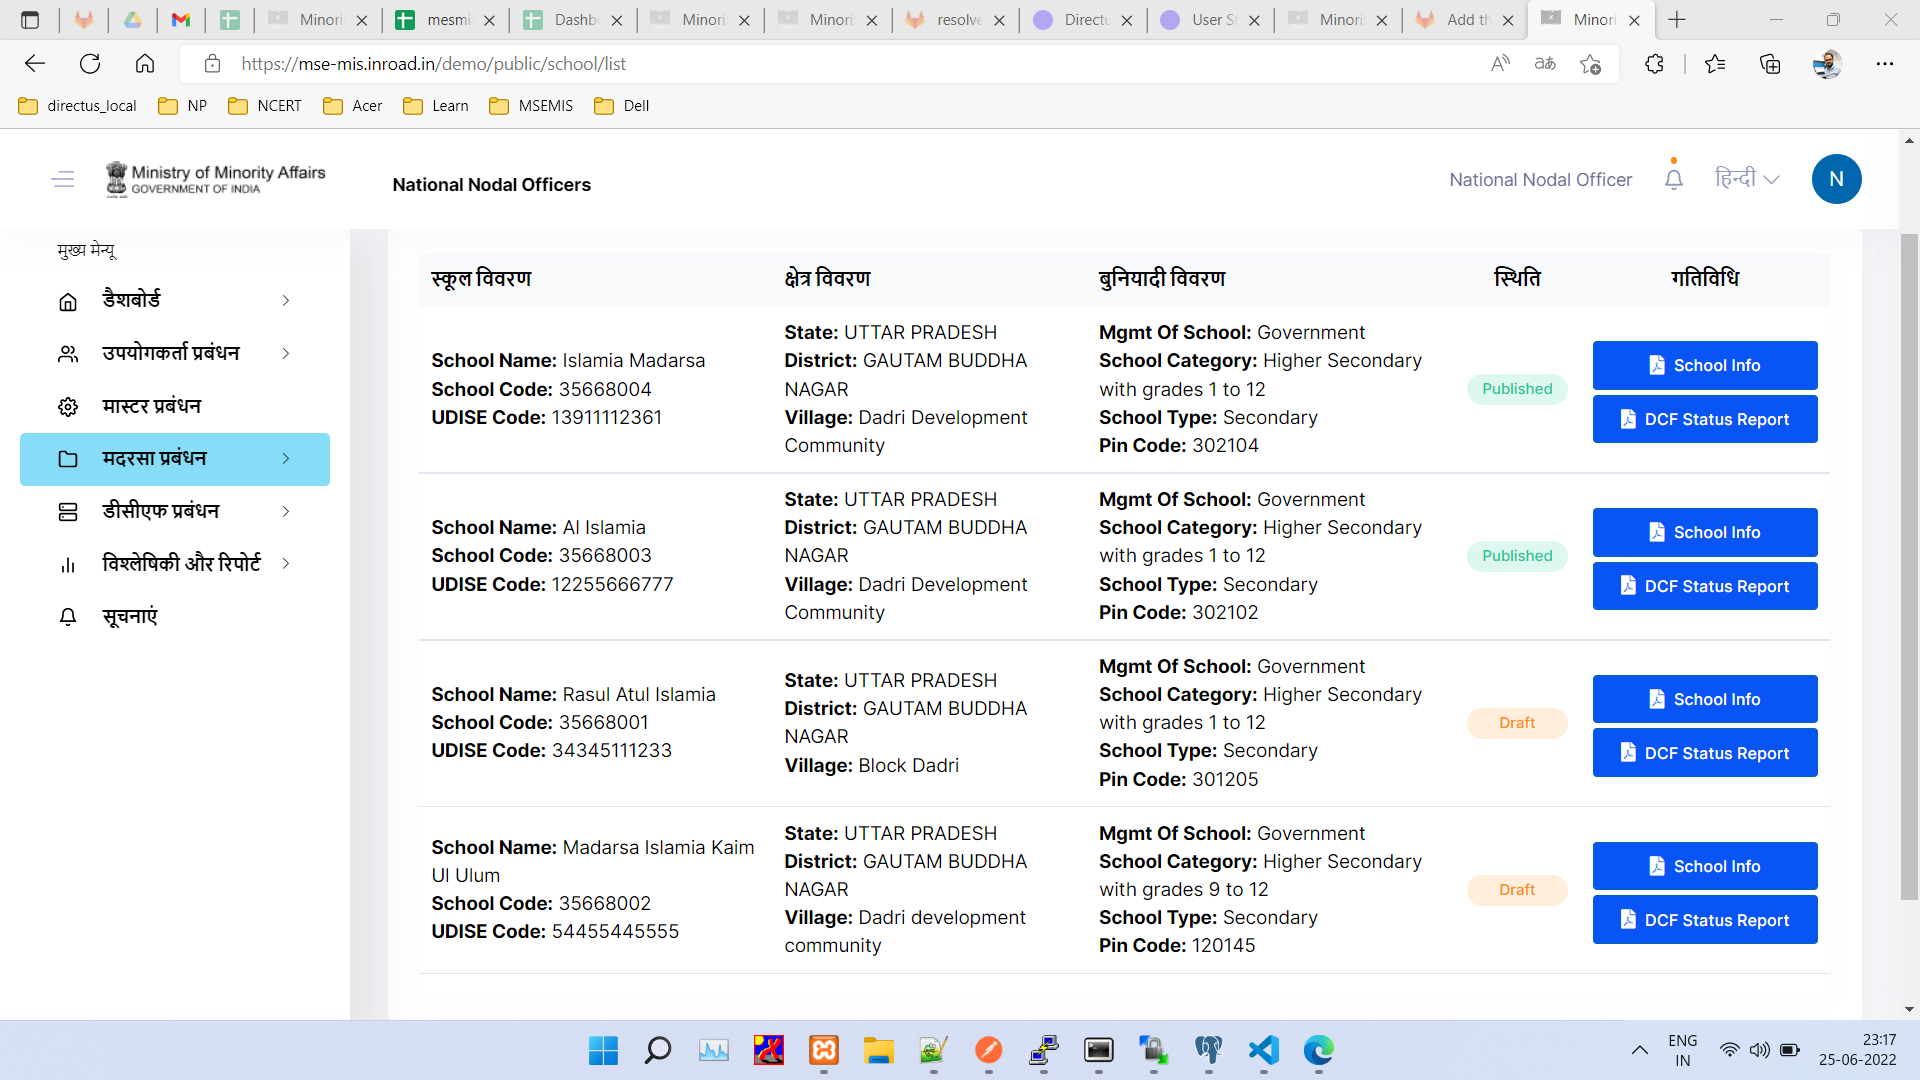 Minori
mesmi
Dashbo
Minori
Minorit
resolve
Directu
User St
Minorit
Add th
Minori
https://mse-mis.inroad.in/demo/public/school/list
directus_local
NP
NCERT
Acer
Learn
MSEMIS
Dell
Ministry of Minority Affairs
GOVERNMENT OF INDIA
National Nodal Officers
National Nodal Officer
हिन्दी
N
मुख्य मेन्यू
डैशबोर्ड
उपयोगकर्ता प्रबंधन
मास्टर प्रबंधन
मदरसा प्रबंधन
डीसीएफ प्रबंधन
विश्लेषिकी और रिपोर्ट
सूचनाएं
स्कूल विवरण
क्षेत्र विवरण
बुनियादी विवरण
स्थिति
गतिविधि
School Name: Islamia Madarsa
School Code: 35668004
UDISE Code: 13911112361
State: UTTAR PRADESH
District: GAUTAM BUDDHA
NAGAR
Village: Dadri Development
Community
Mgmt Of School: Government
School Category: Higher Secondary
with grades 1 to 12
School Type: Secondary
Pin Code: 302104
Published
School Info
DCF Status Report
School Name: Al Islamia
School Code: 35668003
UDISE Code: 12255666777
State: UTTAR PRADESH
District: GAUTAM BUDDHA
NAGAR
Village: Dadri Development
Community
Mgmt Of School: Government
School Category: Higher Secondary
with grades 1 to 12
School Type: Secondary
Pin Code: 302102
Published
School Info
DCF Status Report
School Name: Rasul Atul Islamia
School Code: 35668001
UDISE Code: 34345111233
State: UTTAR PRADESH
District: GAUTAM BUDDHA
NAGAR
Village: Block Dadri
Mgmt Of School: Government
School Category: Higher Secondary
with grades 1 to 12
School Type: Secondary
Pin Code: 301205
Draft
School Info
DCF Status Report
School Name: Madarsa Islamia Kaim
Ul Ulum
School Code: 35668002
UDISE Code: 54455445555
State: UTTAR PRADESH
District: GAUTAM BUDDHA
NAGAR
Village: Dadri development
community
Mgmt Of School: Government
School Category: Higher Secondary
with grades 9 to 12
School Type: Secondary
Pin Code: 120145
Draft
School Info
DCF Status Report
ENG
IN
23:17
25-06-2022